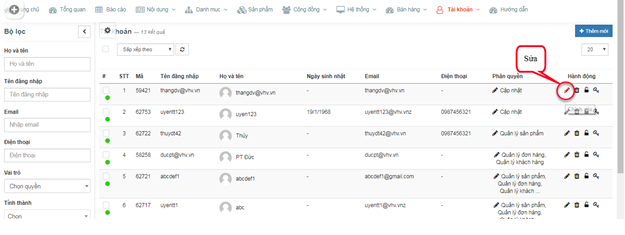 Trang chủ Tổng quan Báo cáo Nội dung Danh mục Sản phẩm Cộng đồng Hệ thống Bán hàng Tài khoản Hướng dẫn
Bộ lọc
Họ và tên
Họ và tên
Tên đăng nhập
Tên đăng nhập
Email
Nhập email
Điện thoại
Điện thoại
Vai trò
Chọn quyền
Tỉnh thành
Chọn
hoản — 13 kết quả
Thêm mới
Sắp xếp theo
20
Sửa
# STT Mã Tên đăng nhập Họ và tên Ngày sinh nhật Email Điện thoại Phân quyền Hành động
1 59421 thangdv@vhv.vn thangdv@vhv.vn - thangdv@vhv.vn - Cập nhật
2 62753 uyentt123 uyen123 19/1/1968 uyentt123@vhv.vnz 0987456321 Cập nhật
3 62722 thuydt42 Thủy - thuydt42@vhv.vn 0987456321 Quản lý sản phẩm
4 58258 ducpt@vhv.vn PT Đức - ducpt@vhv.vn - Quản lý đơn hàng,
Quản lý khách hàng
5 62721 abcdef1 abcdef1 - abcdef1@gmail.com - Quản lý sản phẩm,
Quản lý đơn hàng,
Quản lý khách ...
6 62717 uyentt1 abc - uyentt1@vhv.vnz - Quản lý sản phẩm,
Quản lý đơn hàng,